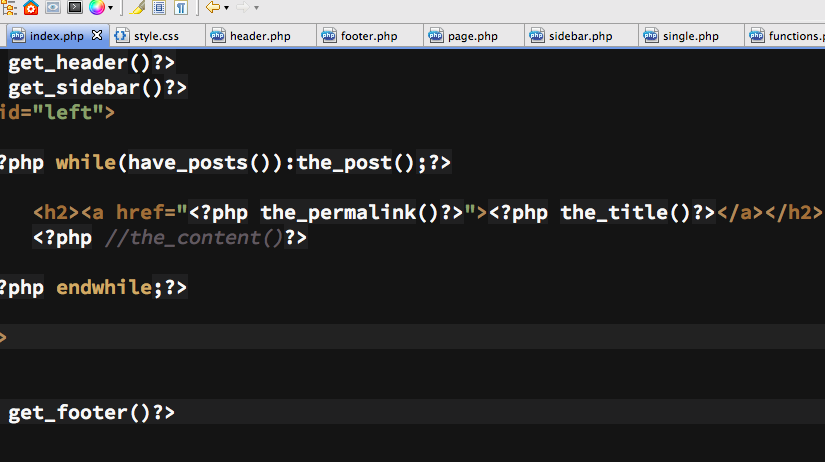 index.php
style.css
header.php
footer.php
page.php
sidebar.php
single.php
functions.p
get_header()?>
get_sidebar()?>
id="left">
?php while(have_posts()):the_post();?>
<h2><a href="<?php the_permalink()?>"><?php the_title()?></a></h2>
<?php //the_content()?>
?php endwhile;?>
>
get_footer()?>